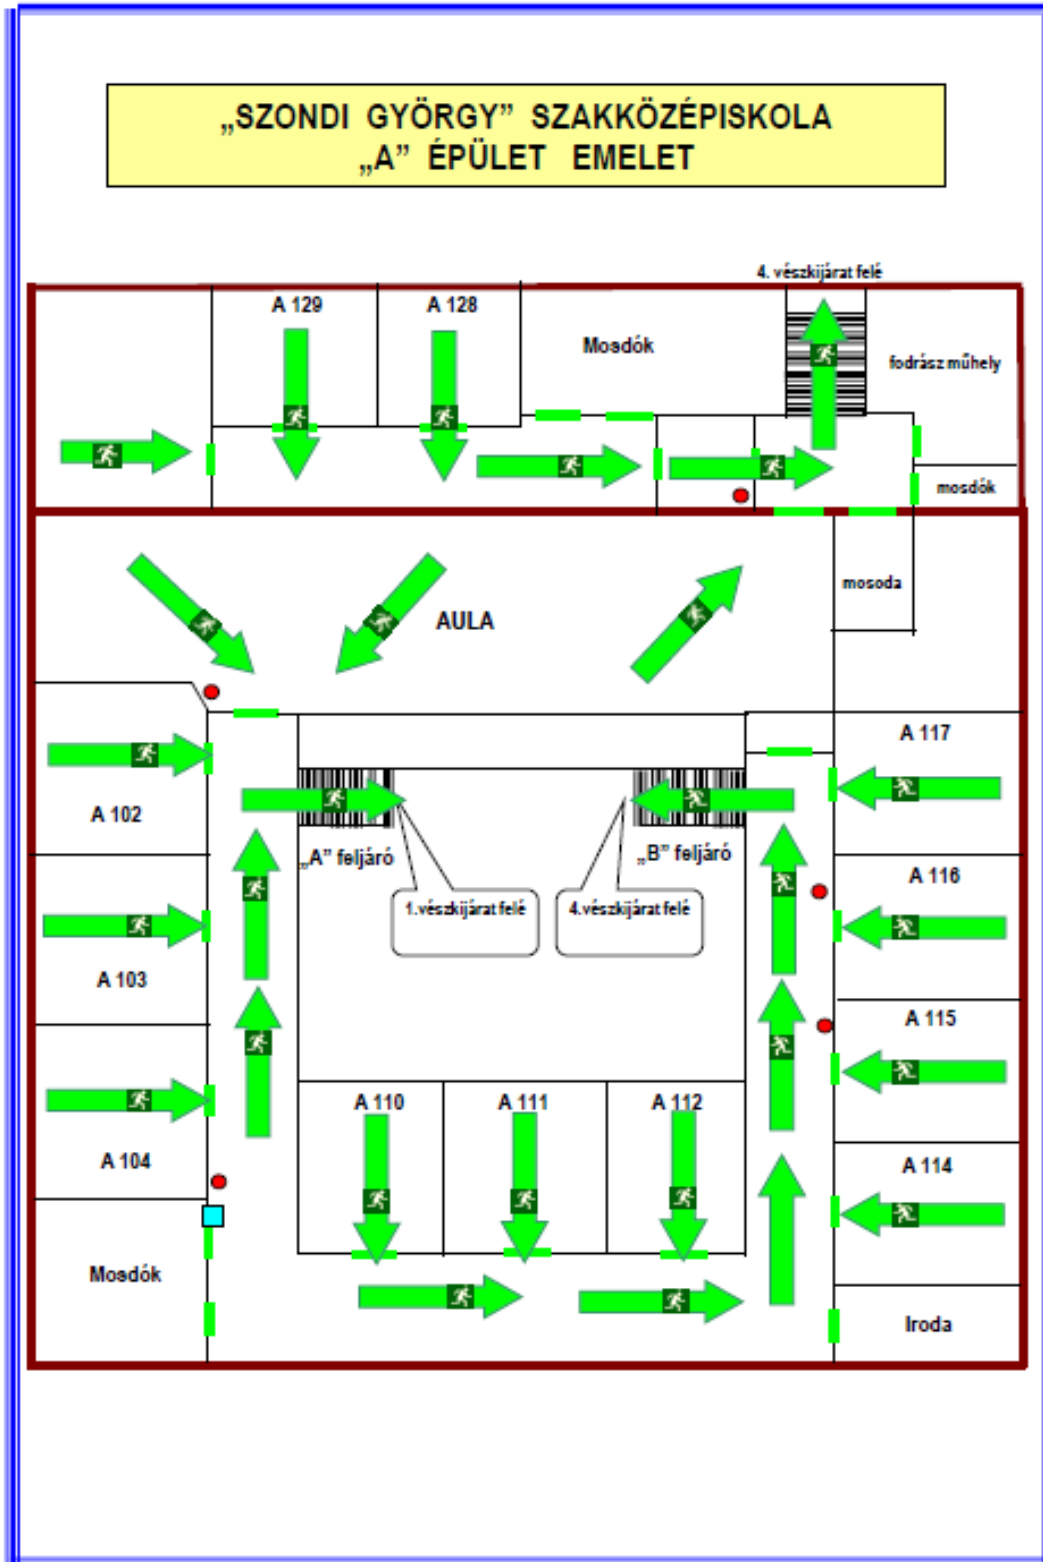 „SZONDI GYÖRGY” SZAKKÖZÉPISKOLA
„A” ÉPÜLET EMELET
4. vészkijárat felé
A 129
A 128
Mosdók
fodrász műhely
mosdók
mosoda
AULA
A 117
A 102
„A” feljáró
„B” feljáró
A 116
1.vészkijárat felé
4.vészkijárat felé
A 103
A 115
A 110
A 111
A 112
A 104
A 114
Mosdók
Iroda